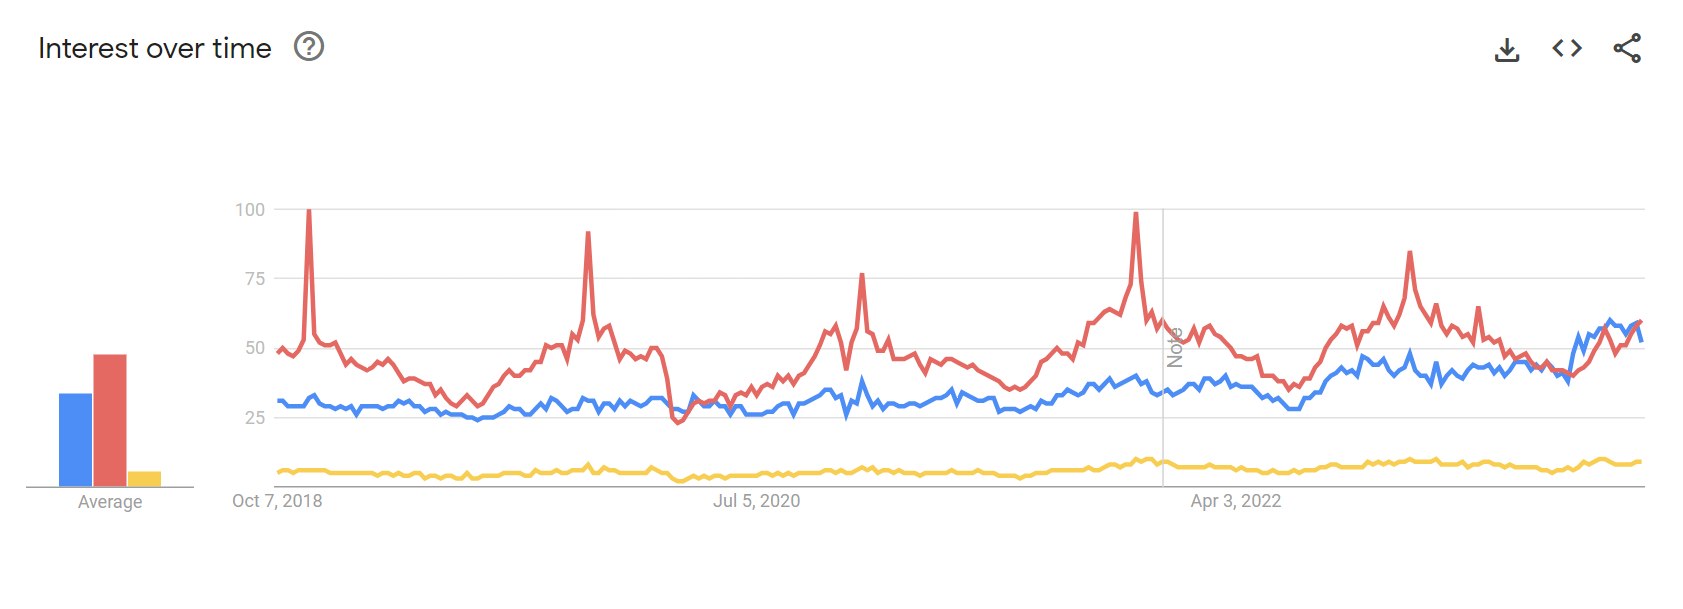 Interest over time
100
75
50
25
Note
Average
Oct 7, 2018
Jul 5, 2020
Apr 3, 2022